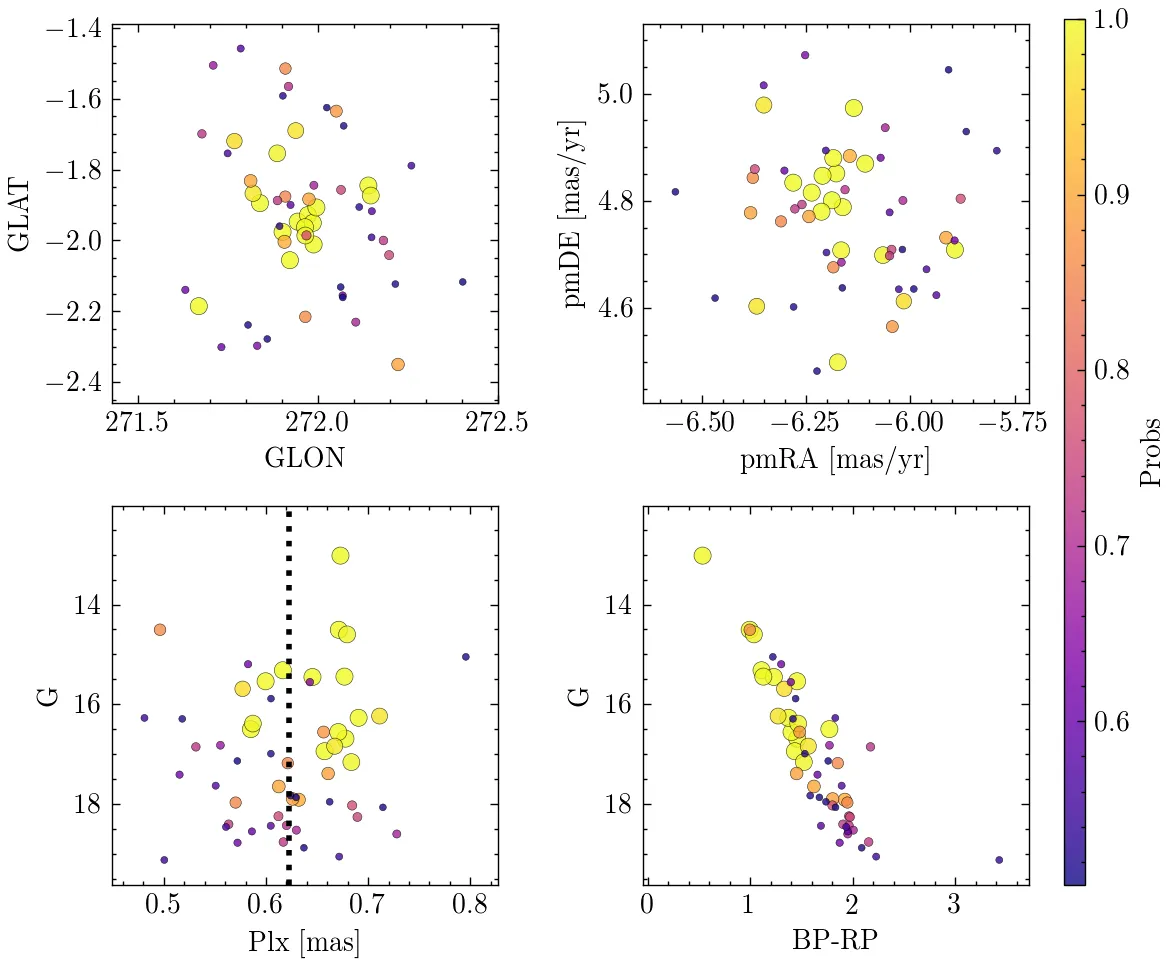 −1.4
−1.6
−1.8
−2.0
−2.2
−2.4
GLAT
271.5 272.0 272.5
GLON
5.0
4.8
4.6
pmDE [mas/yr]
−6.50 −6.25 −6.00 −5.75
pmRA [mas/yr]
14
16
18
G
0.5 0.6 0.7 0.8
Plx [mas]
14
16
18
G
0 1 2 3
BP-RP
1.0
0.9
0.8
0.7
0.6
Probs